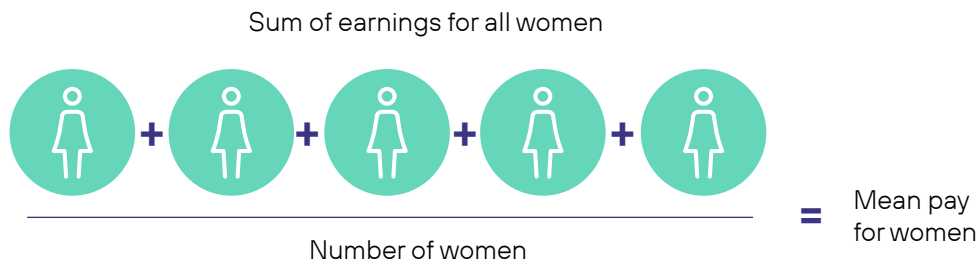 Sum of earnings for all women
+ + + +
= Mean pay
for women
Number of women